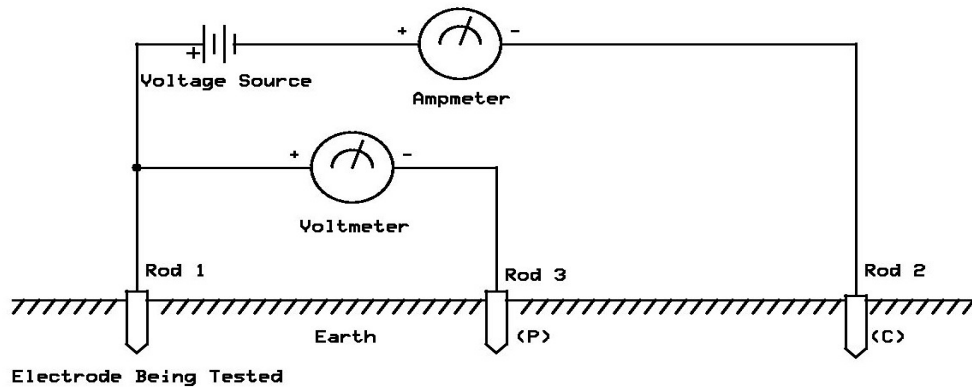 + -
+
Voltage Source
Ampmeter
+ -
Voltmeter
Rod 1
Rod 3
Rod 2
Earth
(P)
(C)
Electrode Being Tested